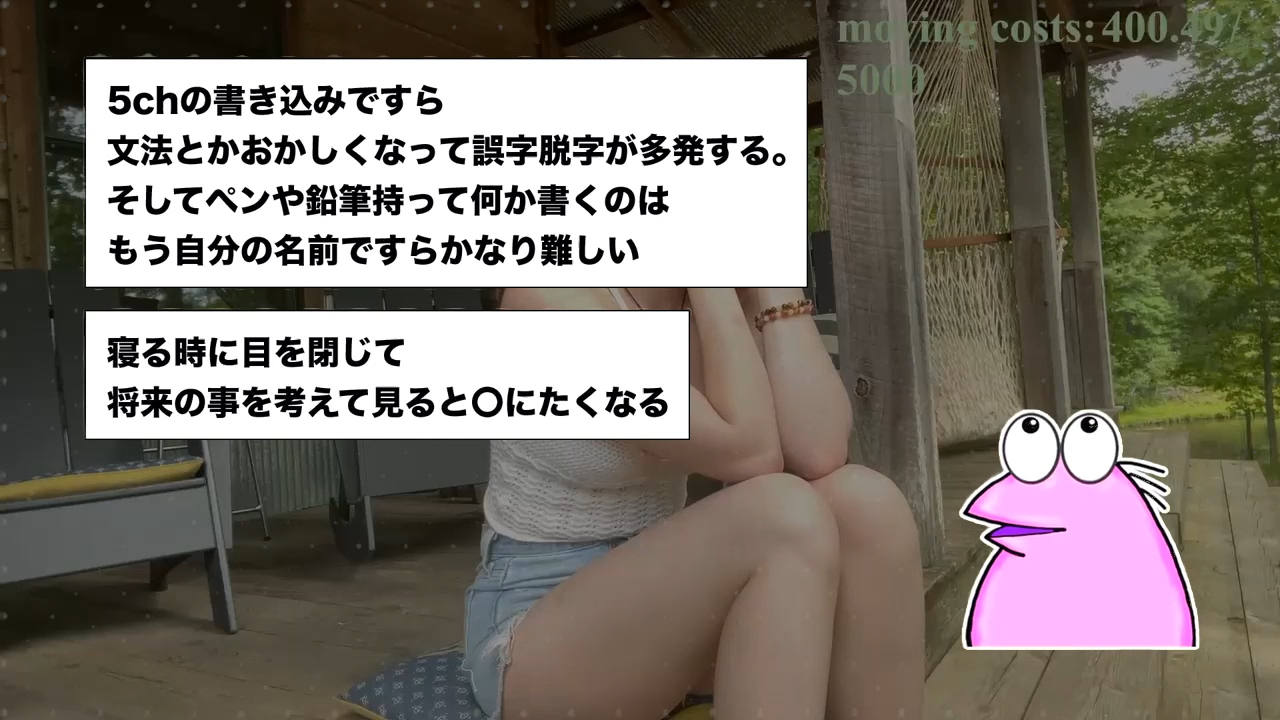 moving costs: 400.49/
5000
5chの書き込みですら
文法とかおかしくなって誤字脱字が多発する。
そしてペンや鉛筆持って何か書くのは
もう自分の名前ですらかなり難しい
寝る時に目を閉じて
将来の事を考えて見ると〇にたくなる